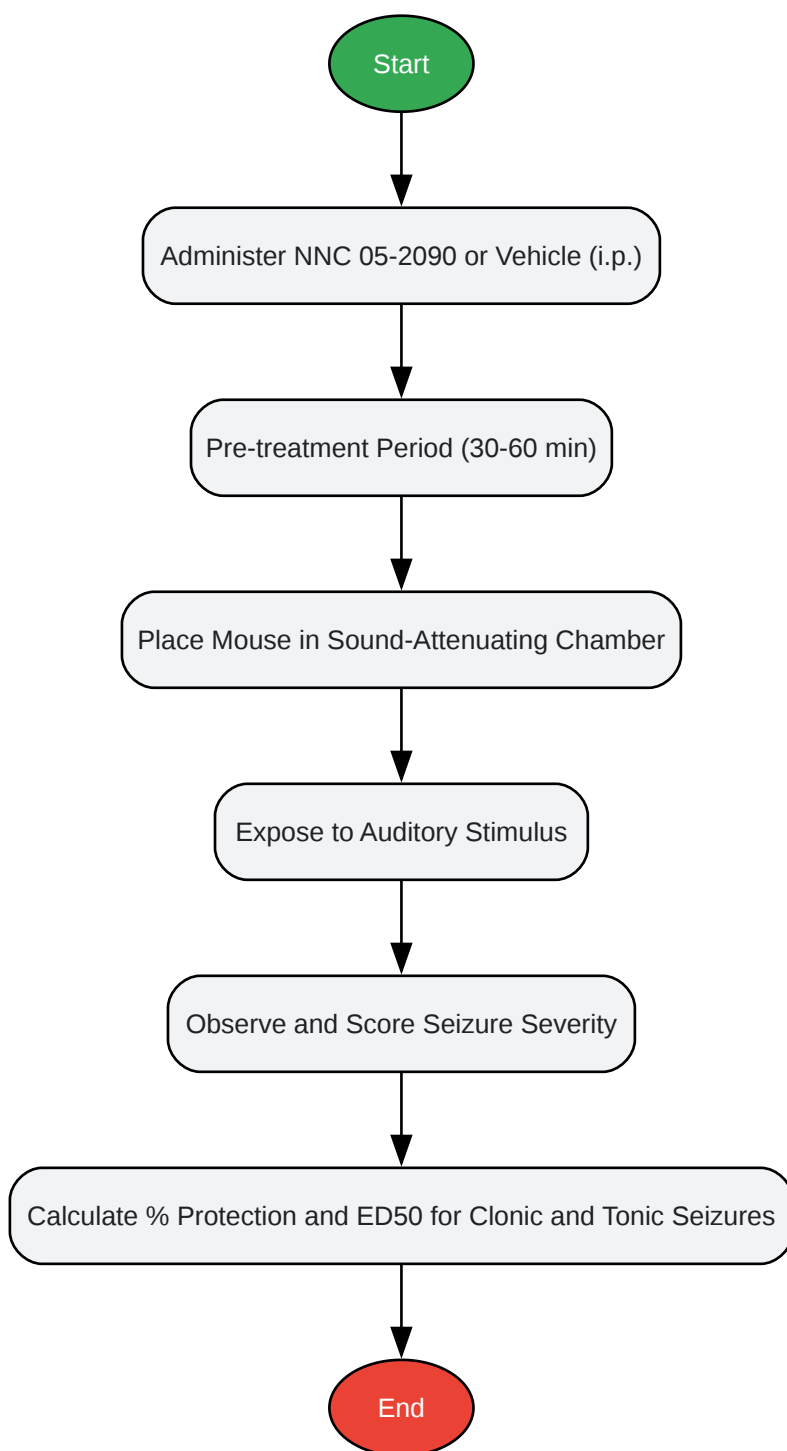 Start
Administer NNC 05-2090 or Vehicle (i.p.)
Pre-treatment Period (30-60 min)
Place Mouse in Sound-Attenuating Chamber
Expose to Auditory Stimulus
Observe and Score Seizure Severity
Calculate % Protection and ED50 for Clonic and Tonic Seizures
End